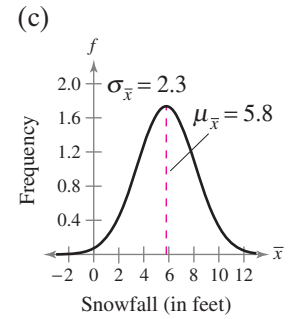 (c)
f
2.0
1.6
1.2
0.8
0.4
Frequency
σx̄ = 2.3
μx̄ = 5.8
x̄
−2 0 2 4 6 8 10 12
Snowfall (in feet)